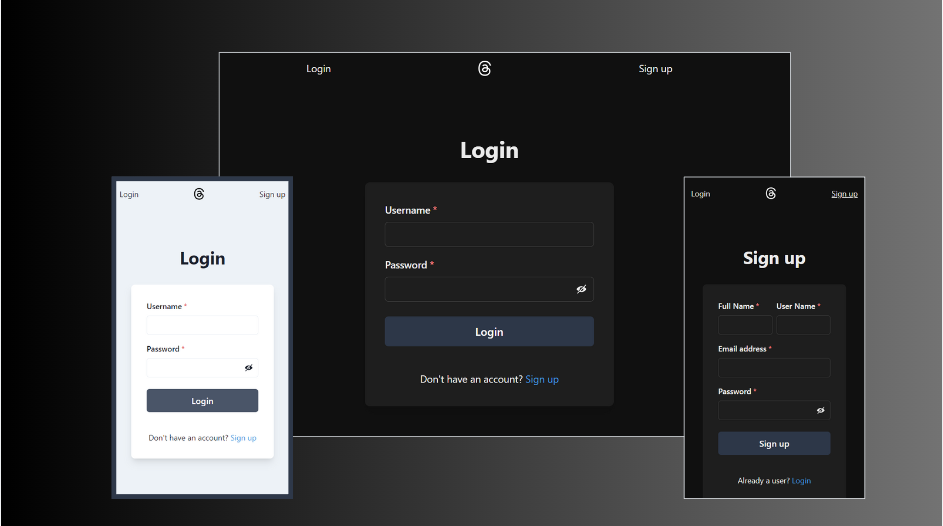 Login Sign up
Login
Username *
Password *
Login
Don't have an account? Sign up
Login Sign up
Login
Username *
Password *
Login
Don't have an account? Sign up
Login Sign up
Sign up
Full Name * User Name *
Email address *
Password *
Sign up
Already a user? Login